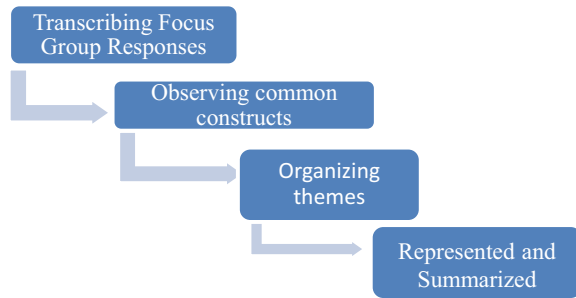 Transcribing Focus
Group Responses
Observing common
constructs
Organizing
themes
Represented and
Summarized